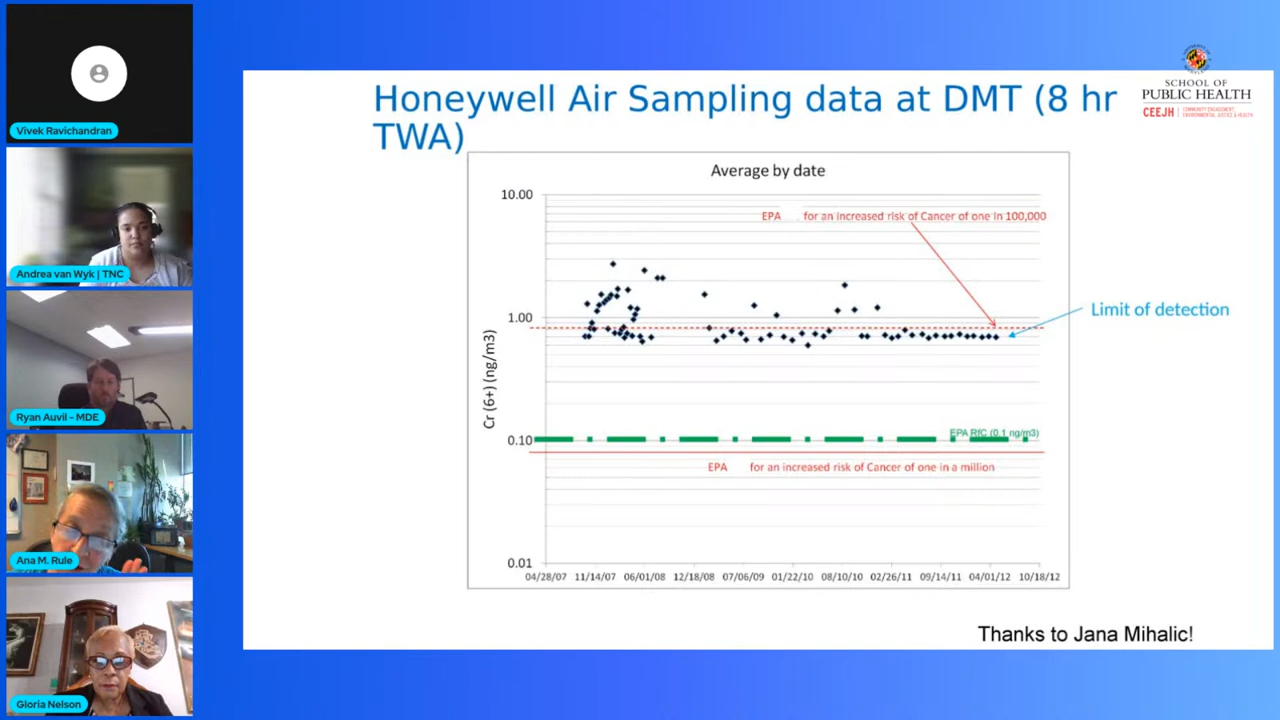 Vivek Ravichandran
Andrea van Wyk | TNC
Ryan Auvil - MDE
Ana M. Rule
Gloria Nelson
SCHOOL OF
PUBLIC HEALTH
CEEJH
COMMUNITY ENGAGEMENT,
ENVIRONMENTAL JUSTICE & HEALTH
Honeywell Air Sampling data at DMT (8 hr
TWA)
Average by date
Cr (6+) (ng/m3)
10.00
1.00
0.10
0.01
EPA for an increased risk of Cancer of one in 100,000
Limit of detection
EPA RfC (0.1 ng/m3)
EPA for an increased risk of Cancer of one in a million
04/28/07 11/14/07 06/01/08 12/18/08 07/06/09 01/22/10 08/10/10 02/26/11 09/14/11 04/01/12 10/18/12
Thanks to Jana Mihalic!